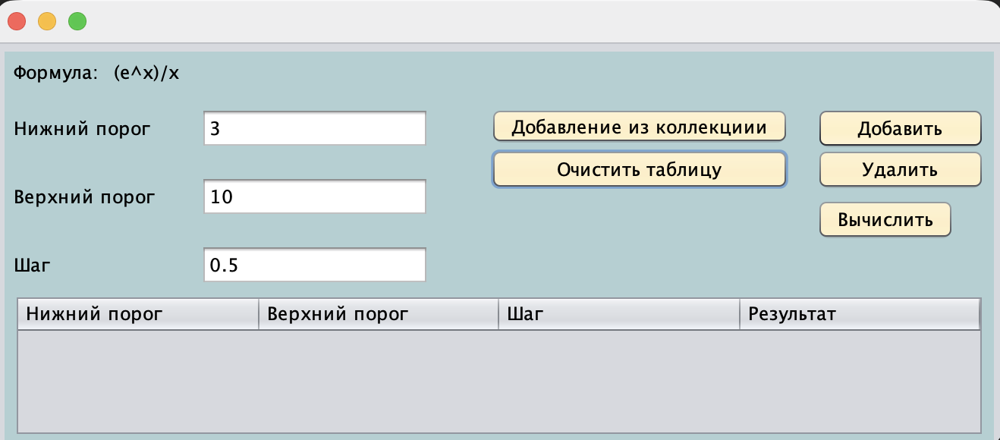 Формула: (e^x)/x
Нижний порог 3 Добавление из коллекциии Добавить
Очистить таблицу Удалить
Верхний порог 10
Вычислить
Шаг 0.5
Нижний порог Верхний порог Шаг Результат